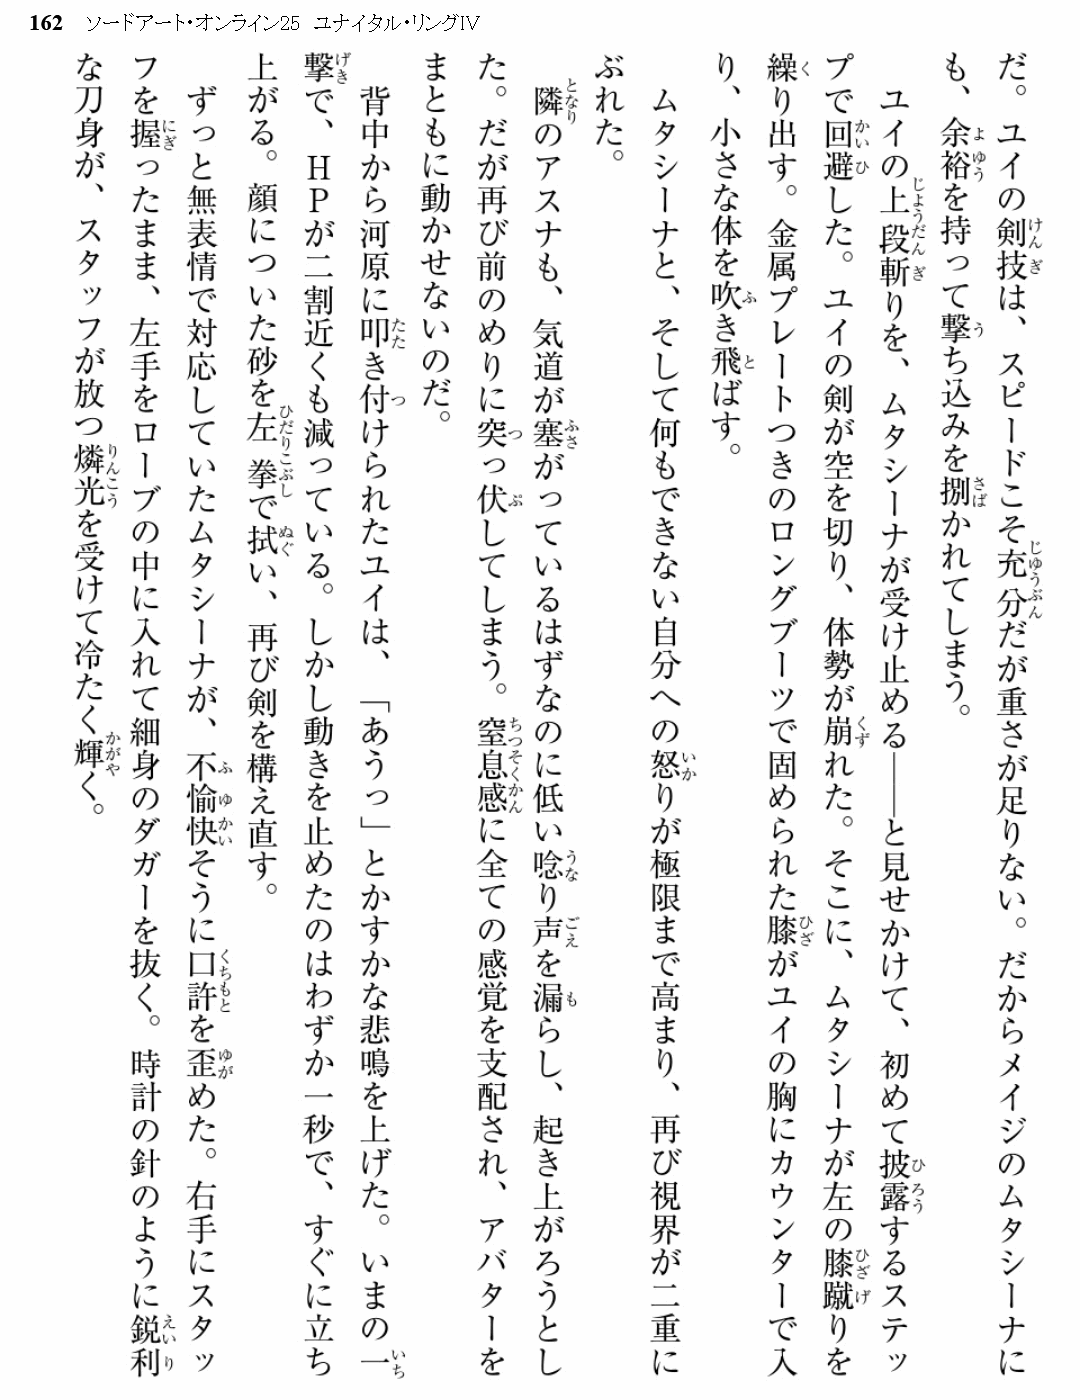 162 ソードアート・オンライン25 ユナイタル・リングIV
だ。ユイの剣技は、スピードこそ充分だが重さが足りない。だからメイジのムタシーナに
も、余裕を持って撃ち込みを捌かれてしまう。
　ユイの上段斬りを、ムタシーナが受け止める――と見せかけて、初めて披露するステッ
プで回避した。ユイの剣が空を切り、体勢が崩れた。そこに、ムタシーナが左の膝蹴りを
繰り出す。金属プレートつきのロングブーツで固められた膝がユイの胸にカウンターで入
り、小さな体を吹き飛ばす。
　ムタシーナと、そして何もできない自分への怒りが極限まで高まり、再び視界が二重に
ぶれた。
　隣のアスナも、気道が塞がっているはずなのに低い唸り声を漏らし、起き上がろうとし
た。だが再び前のめりに突っ伏してしまう。窒息感に全ての感覚を支配され、アバターを
まともに動かせないのだ。
　背中から河原に叩き付けられたユイは、「あうっ」とかすかな悲鳴を上げた。いまの一
撃で、HPが二割近くも減っている。しかし動きを止めたのはわずか一秒で、すぐに立ち
上がる。顔についた砂を左拳で拭い、再び剣を構え直す。
　ずっと無表情で対応していたムタシーナが、不愉快そうに口許を歪めた。右手にスタッ
フを握ったまま、左手をローブの中に入れて細身のダガーを抜く。時計の針のように鋭利
な刀身が、スタッフが放つ燐光を受けて冷たく輝く。